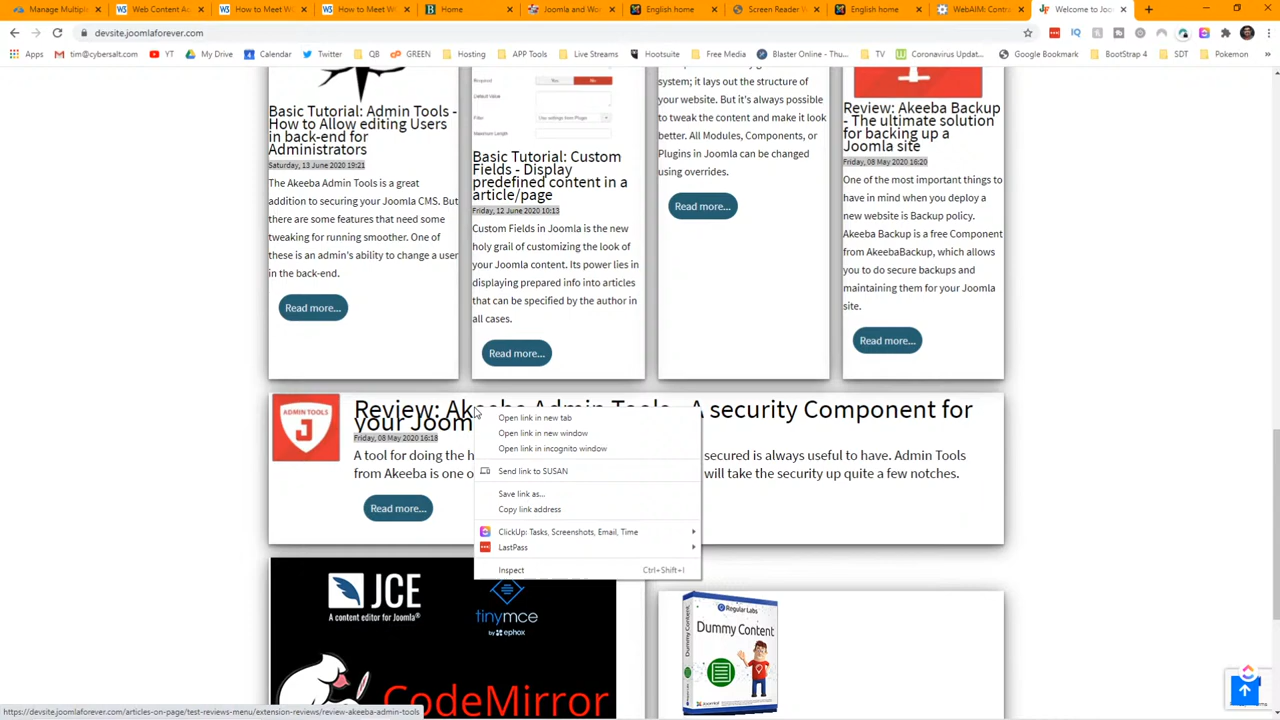 Manage Multiple
Web Content Ac
How to Meet WC
How to Meet WC
Home
Joomla and Wo
English home
Screen Reader
English home
WebAIM: Contr
Welcome to Joo
devsite.joomlaforever.com
Apps
tim@cybersalt.com
YT
My Drive
Calendar
Twitter
QB
GREEN
Hosting
APP Tools
Live Streams
Hootsuite
Free Media
Blaster Online - Thu...
TV
Coronavirus Updat...
Google Bookmark
BootStrap 4
SDT
Pokemon
Basic Tutorial: Admin Tools -
How to Allow editing Users
in back-end for
Administrators
Saturday, 13 June 2020 19:21
The Akeeba Admin Tools is a great
addition to securing your Joomla CMS. But
there are some features that need some
tweaking for running smoother. One of
these is an admin's ability to change a user
in the back-end.
Read more...
Required
Yes
No
Default Value
Filter
Use settings from Plugin
Maximum Length
Basic Tutorial: Custom
Fields - Display
predefined content in a
article/page
Friday, 12 June 2020 10:13
Custom Fields in Joomla is the new
holy grail of customizing the look of
your Joomla content. Its power lies in
displaying prepared info into articles
that can be specified by the author in
all cases.
Read more...
system; it lays out the structure of
your website. But it's always possible
to tweak the content and make it look
better. All Modules, Components, or
Plugins in Joomla can be changed
using overrides.
Read more...
Review: Akeeba Backup
- The ultimate solution
for backing up a
Joomla site
Friday, 08 May 2020 16:20
One of the most important things to
have in mind when you deploy a
new website is Backup policy.
Akeeba Backup is a free Component
from AkeebaBackup, which allows
you to do secure backups and
maintaining them for your Joomla
site.
Read more...
ADMIN TOOLS
Review: Akeeba Admin Tools - A security Component for
your Joom
Friday, 08 May 2020 16:18
A tool for doing the h
secured is always useful to have. Admin Tools
from Akeeba is one o
will take the security up quite a few notches.
Read more...
Open link in new tab
Open link in new window
Open link in incognito window
Send link to SUSAN
Save link as...
Copy link address
ClickUp: Tasks, Screenshots, Email, Time
LastPass
Inspect
Ctrl+Shift+I
JCE
A content editor for Joomla!®
tinymce
by ephox
CodeMirror
Regular Labs
Dummy Content
https://devsite.joomlaforever.com/articles-on-page/test-reviews-menu/extension-reviews/review-akeeba-admin-tools